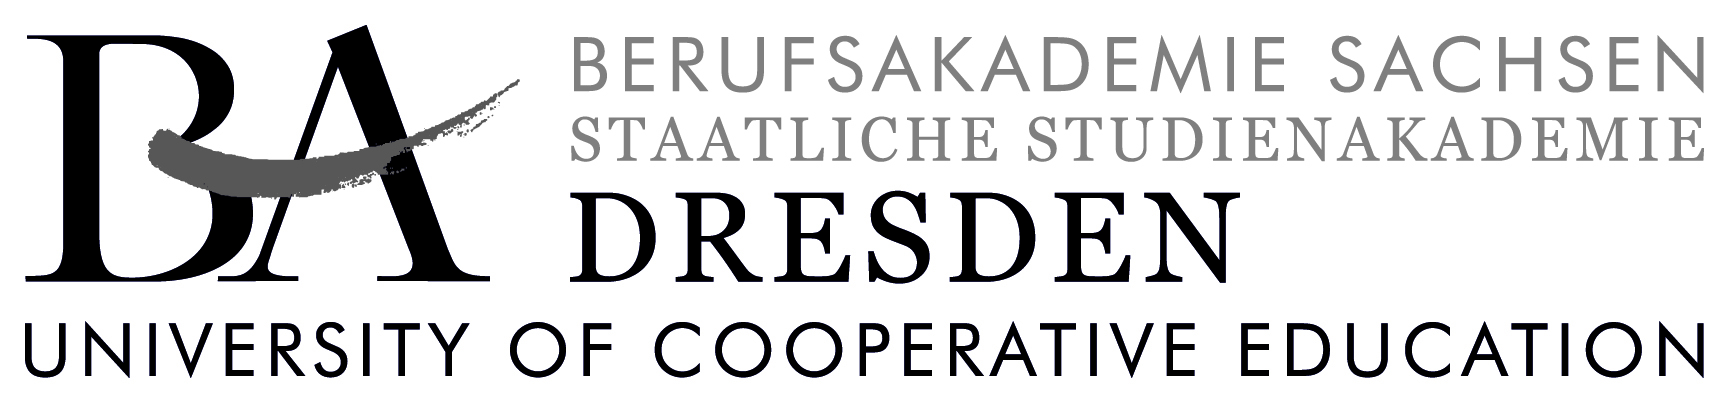 BA
BERUFSAKADEMIE SACHSEN
STAATLICHE STUDIENAKADEMIE
DRESDEN
UNIVERSITY OF COOPERATIVE EDUCATION